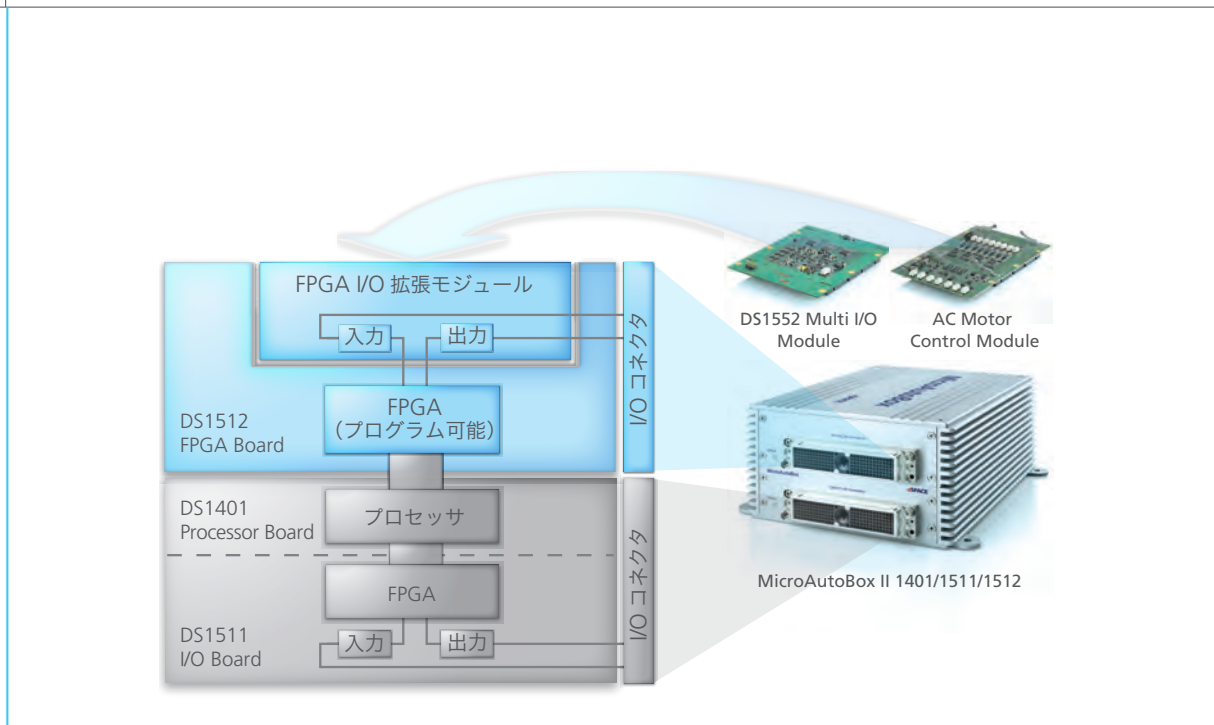 FPGA I/O 拡張モジュール
入力
出力
I/O コネクタ
FPGA
（プログラム可能）
DS1512
FPGA Board
DS1401
Processor Board
プロセッサ
FPGA
I/O コネクタ
DS1511
I/O Board
入力
出力
DS1552 Multi I/O
Module
AC Motor
Control Module
MicroAutoBox
MicroAutoBox
dSPACE
MicroAutoBox II 1401/1511/1512